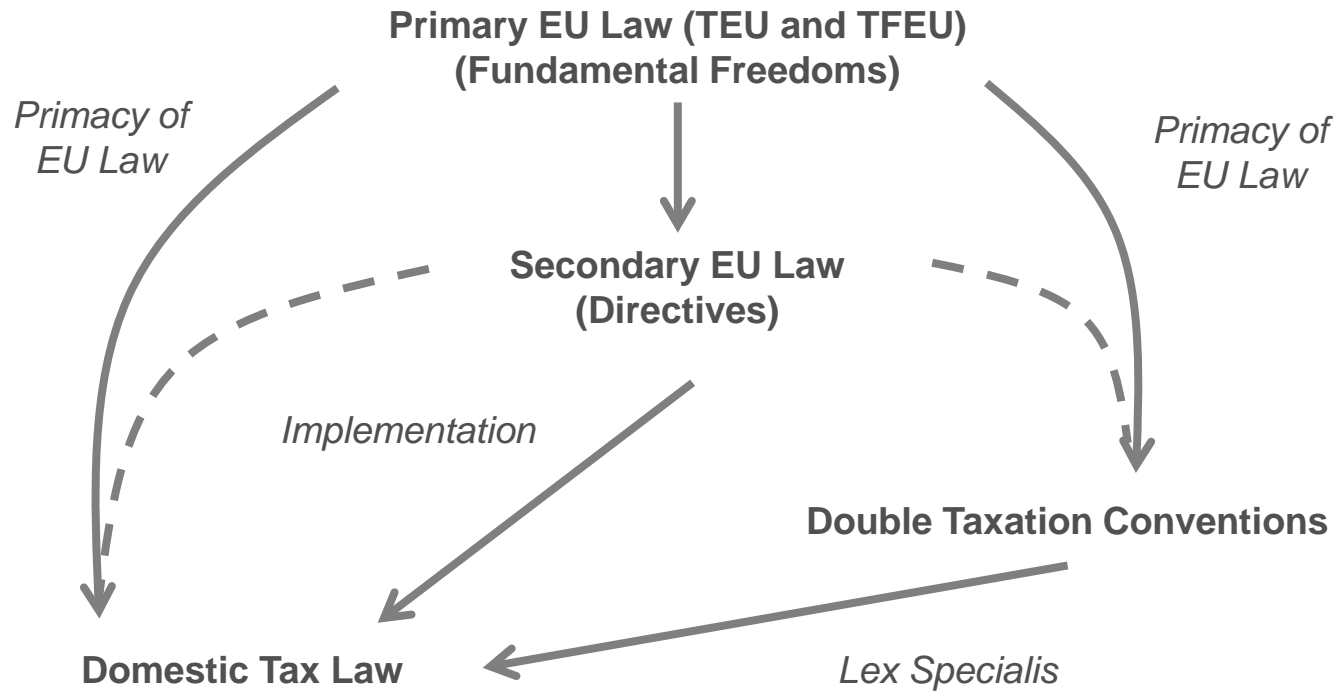 Primary EU Law (TEU and TFEU)
(Fundamental Freedoms)
Primacy of
EU Law
Primacy of
EU Law
Secondary EU Law
(Directives)
Implementation
Double Taxation Conventions
Domestic Tax Law
Lex Specialis